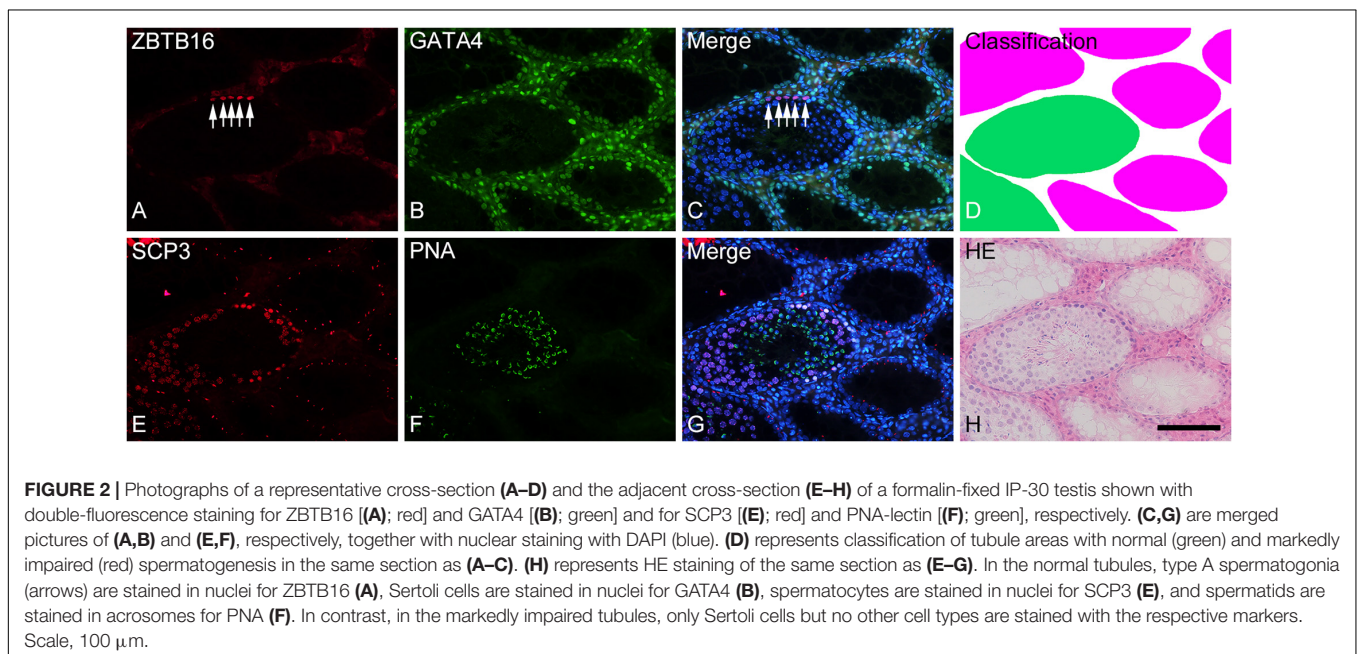 ZBTB16 GATA4 Merge Classification
A B C D
SCP3 PNA Merge HE
E F G H
FIGURE 2 | Photographs of a representative cross-section (A–D) and the adjacent cross-section (E–H) of a formalin-fixed IP-30 testis shown with
double-fluorescence staining for ZBTB16 [(A); red] and GATA4 [(B); green] and for SCP3 [(E); red] and PNA-lectin [(F); green], respectively. (C,G) are merged
pictures of (A,B) and (E,F), respectively, together with nuclear staining with DAPI (blue). (D) represents classification of tubule areas with normal (green) and markedly
impaired (red) spermatogenesis in the same section as (A–C). (H) represents HE staining of the same section as (E–G). In the normal tubules, type A spermatogonia
(arrows) are stained in nuclei for ZBTB16 (A), Sertoli cells are stained in nuclei for GATA4 (B), spermatocytes are stained in nuclei for SCP3 (E), and spermatids are
stained in acrosomes for PNA (F). In contrast, in the markedly impaired tubules, only Sertoli cells but no other cell types are stained with the respective markers.
Scale, 100 μm.